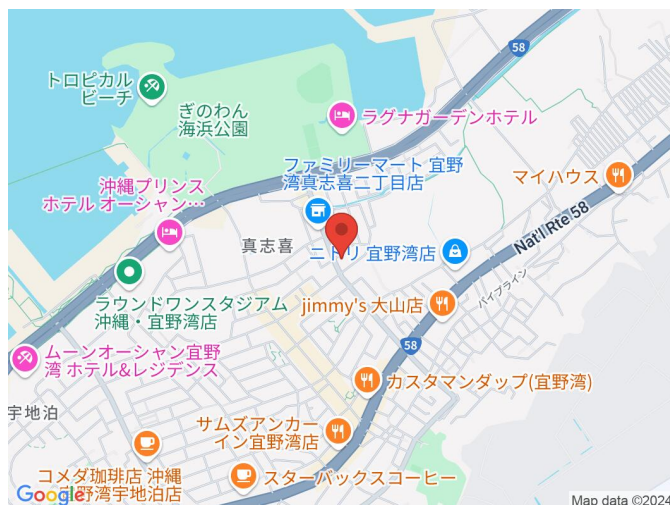 58
トロピカル
ビーチ
ぎのわん
海浜公園
ラグナガーデンホテル
ファミリーマート 宜野
湾真志喜二丁目店
マイハウス
沖縄プリンス
ホテル オーシャン…
真志喜
ニトリ 宜野湾店
Nat'l Rte 58
ラウンドワンスタジアム
沖縄・宜野湾店
jimmy's 大山店
パイプライン
58
ムーンオーシャン宜野
湾 ホテル&レジデンス
カスタマンダップ(宜野湾)
宇地泊
サムズアンカー
イン宜野湾店
コメダ珈琲店 沖縄
宜野湾宇地泊店
スターバックスコーヒー
Google
Map data ©2024